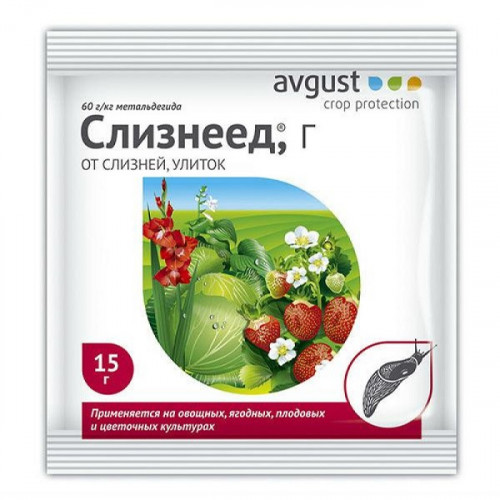 avgust
crop protection
60 г/кг метальдегида
Слизнеед®, Г
ОТ СЛИЗНЕЙ, УЛИТОК
15
г
Применяется на овощных, ягодных, плодовых
и цветочных культурах